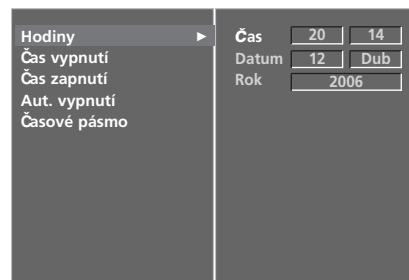 Hodiny ►
Čas vypnutí
Čas zapnutí
Aut. vypnutí
Časové pásmo
Čas 20 14
Datum 12 Dub
Rok 2006